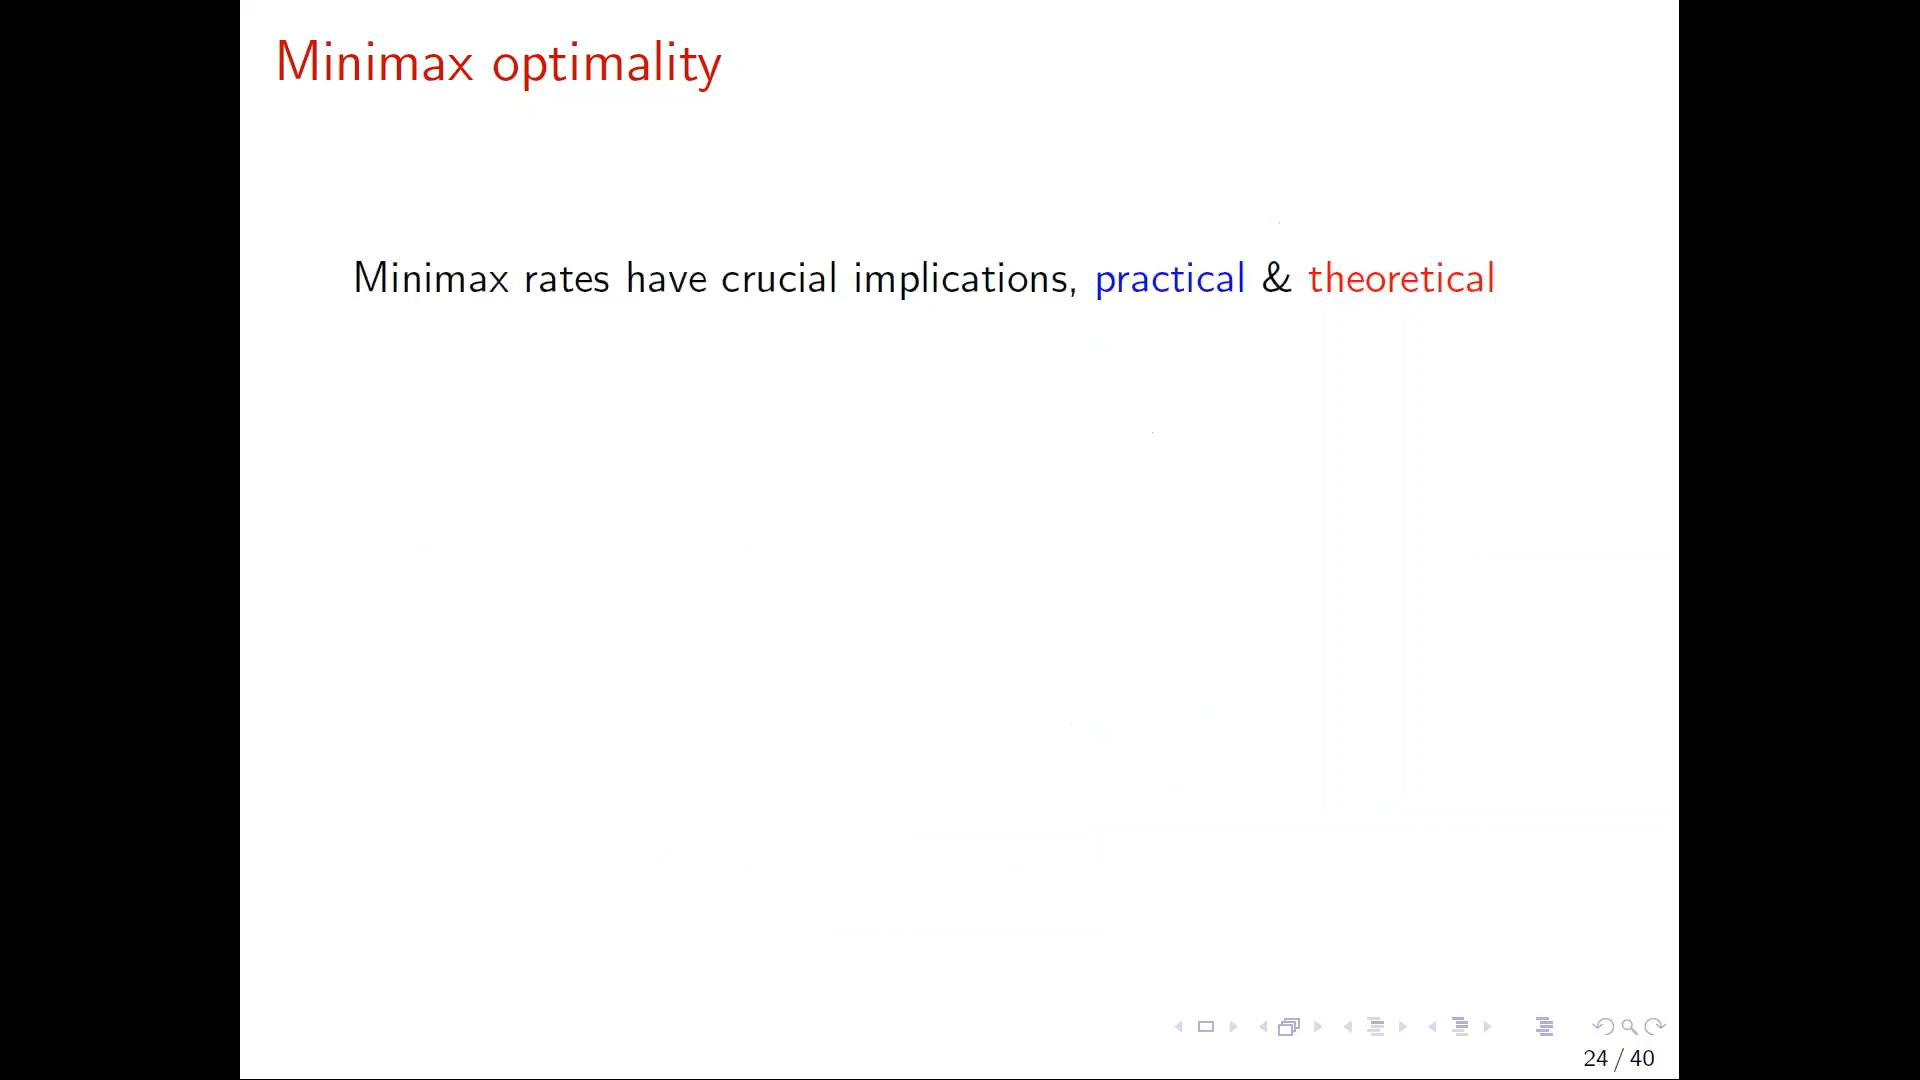 Minimax optimality
Minimax rates have crucial implications, practical & theoretical
24 / 40